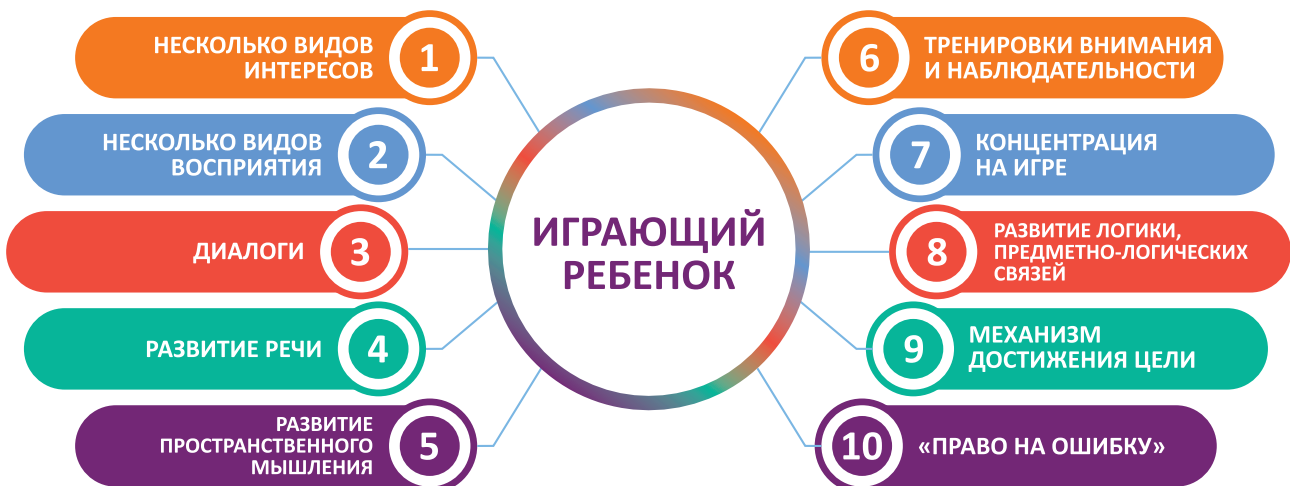 НЕСКОЛЬКО ВИДОВ
ИНТЕРЕСОВ
1
НЕСКОЛЬКО ВИДОВ
ВОСПРИЯТИЯ
2
ДИАЛОГИ
3
РАЗВИТИЕ РЕЧИ
4
РАЗВИТИЕ
ПРОСТРАНСТВЕННОГО
МЫШЛЕНИЯ
5
ИГРАЮЩИЙ
РЕБЕНОК
6
ТРЕНИРОВКИ ВНИМАНИЯ
И НАБЛЮДАТЕЛЬНОСТИ
7
КОНЦЕНТРАЦИЯ
НА ИГРЕ
8
РАЗВИТИЕ ЛОГИКИ,
ПРЕДМЕТНО-ЛОГИЧЕСКИХ
СВЯЗЕЙ
9
МЕХАНИЗМ
ДОСТИЖЕНИЯ ЦЕЛИ
10
«ПРАВО НА ОШИБКУ»